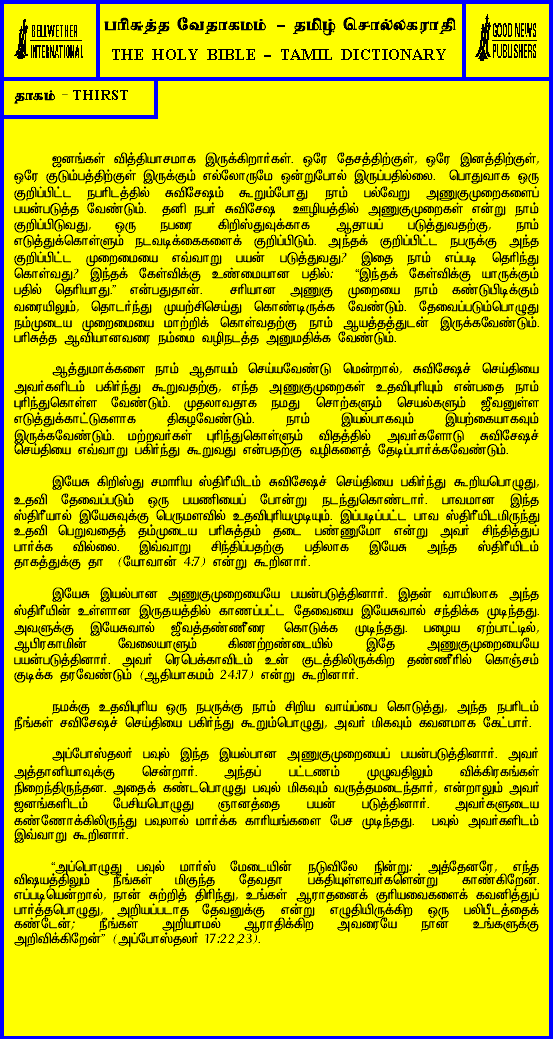 BELLWETHER
INTERNATIONAL
பரிசுத்த வேதாகமம் - தமிழ் சொல்லகராதி
THE HOLY BIBLE – TAMIL DICTIONARY
GOOD NEWS
PUBLISHERS
தாகம் - THIRST
ஜனங்கள் வித்தியாசமாக இருக்கிறார்கள். ஒரே தேசத்திற்குள், ஒரே இனத்திற்குள்,
ஒரே குடும்பத்திற்குள் இருக்கும் எல்லோருமே ஒன்றுபோல் இருப்பதில்லை. பொதுவாக ஒரு
குறிப்பிட்ட நபரிடத்தில் சுவிசேஷம் கூறும்போது நாம் பல்வேறு அணுகுமுறைகளைப்
பயன்படுத்த வேண்டும். தனி நபர் சுவிசேஷ ஊழியத்தில் அணுகுமுறைகள் என்று நாம்
குறிப்பிடுவது, ஒரு நபரை கிறிஸ்துவுக்காக ஆதாயப் படுத்துவதற்கு, நாம்
எடுத்துக்கொள்ளும் நடவடிக்கைகளைக் குறிப்பிடும். அந்தக் குறிப்பிட்ட நபருக்கு அந்த
குறிப்பிட்ட முறைமையை எவ்வாறு பயன் படுத்துவது? இதை நாம் எப்படி தெரிந்து
கொள்வது? இந்தக் கேள்விக்கு உண்மையான பதில்: “இந்தக் கேள்விக்கு யாருக்கும்
பதில் தெரியாது.” என்பதுதான். சரியான அணுகு முறையை நாம் கண்டுபிடிக்கும்
வரையிலும், தொடர்ந்து முயற்சிசெய்து கொண்டிருக்க வேண்டும். தேவைப்படும்பொழுது
நம்முடைய முறைமையை மாற்றிக் கொள்வதற்கு நாம் ஆயத்தத்துடன் இருக்கவேண்டும்.
பரிசுத்த ஆவியானவரை நம்மை வழிநடத்த அனுமதிக்க வேண்டும்.
ஆத்துமாக்களை நாம் ஆதாயம் செய்யவேண்டு மென்றால், சுவிசேஷச் செய்தியை
அவர்களிடம் பகிர்ந்து கூறுவதற்கு, எந்த அணுகுமுறைகள் உதவிபுரியும் என்பதை நாம்
புரிந்துகொள்ள வேண்டும். முதலாவதாக நமது சொற்களும் செயல்களும் ஜீவனுள்ள
எடுத்துக்காட்டுகளாக திகழவேண்டும். நாம் இயல்பாகவும் இயற்கையாகவும்
இருக்கவேண்டும். மற்றவர்கள் புரிந்துகொள்ளும் விதத்தில் அவர்களோடு சுவிசேஷச்
செய்தியை எவ்வாறு பகிர்ந்து கூறுவது என்பதற்கு வழிகளைத் தேடிப்பார்க்கவேண்டும்.
இயேசு கிறிஸ்து சமாரிய ஸ்திரீயிடம் சுவிசேஷச் செய்தியை பகிர்ந்து கூறியபொழுது,
உதவி தேவைப்படும் ஒரு பயணியைப் போன்று நடந்துகொண்டார். பாவமான இந்த
ஸ்திரீயால் இயேசுவுக்கு பெருமளவில் உதவிபுரியமுடியும். இப்படிப்பட்ட பாவ ஸ்திரீயிடமிருந்து
உதவி பெறுவதைத் தம்முடைய பரிசுத்தம் தடை பண்ணுமோ என்று அவர் சிந்தித்துப்
பார்க்க வில்லை. இவ்வாறு சிந்திப்பதற்கு பதிலாக இயேசு அந்த ஸ்திரீயிடம்
தாகத்துக்கு தா (யோவான் 4:7) என்று கூறினார்.
இயேசு இயல்பான அணுகுமுறையையே பயன்படுத்தினார். இதன் வாயிலாக அந்த
ஸ்திரீயின் உள்ளான இருதயத்தில் காணப்பட்ட தேவையை இயேசுவால் சந்திக்க முடிந்தது.
அவளுக்கு இயேசுவால் ஜீவத்தண்ணீரை கொடுக்க முடிந்தது. பழைய ஏற்பாட்டில்,
ஆபிரகாமின் வேலையாளும் கிணற்றண்டையில் இதே அணுகுமுறையையே
பயன்படுத்தினார். அவர் ரெபெக்காவிடம் உன் குடத்திலிருக்கிற தண்ணீரில் கொஞ்சம்
குடிக்க தரவேண்டும் (ஆதியாகமம் 24:17) என்று கூறினார்.
நமக்கு உதவிபுரிய ஒரு நபருக்கு நாம் சிறிய வாய்ப்பை கொடுத்து, அந்த நபரிடம்
நீங்கள் சவிசேஷச் செய்தியை பகிர்ந்து கூறும்பொழுது, அவர் மிகவும் கவனமாக கேட்பார்.
அப்போஸ்தலர் பவுல் இந்த இயல்பான அணுகுமுறையைப் பயன்படுத்தினார். அவர்
அத்தானியாவுக்கு சென்றார். அந்தப் பட்டணம் முழுவதிலும் விக்கிரகங்கள்
நிறைந்திருந்தன. அதைக் கண்டபொழுது பவுல் மிகவும் வருத்தமடைந்தார், என்றாலும் அவர்
ஜனங்களிடம் பேசியபொழுது ஞானத்தை பயன் படுத்தினார். அவர்களுடைய
கண்ணோக்கிலிருந்து பவுலால் மார்க்க காரியங்களை பேச முடிந்தது. பவுல் அவர்களிடம்
இவ்வாறு கூறினார்.
“அப்பொழுது பவுல் மார்ஸ் மேடையின் நடுவிலே நின்று; அத்தேனரே, எந்த
விஷயத்திலும் நீங்கள் மிகுந்த தேவதா பக்தியுள்ளவர்களென்று காண்கிறேன்.
எப்படியென்றால், நான் சுற்றித் திரிந்து, உங்கள் ஆராதனைக் குரியவைகளைக் கவனித்துப்
பார்த்தபொழுது, அறியப்படாத தேவனுக்கு என்று எழுதியிருக்கிற ஒரு பலிபீடத்தைக்
கண்டேன்; நீங்கள் அறியாமல் ஆராதிக்கிற அவரையே நான் உங்களுக்கு
அறிவிக்கிறேன்” (அப்போஸ்தலர் 17:22,23).